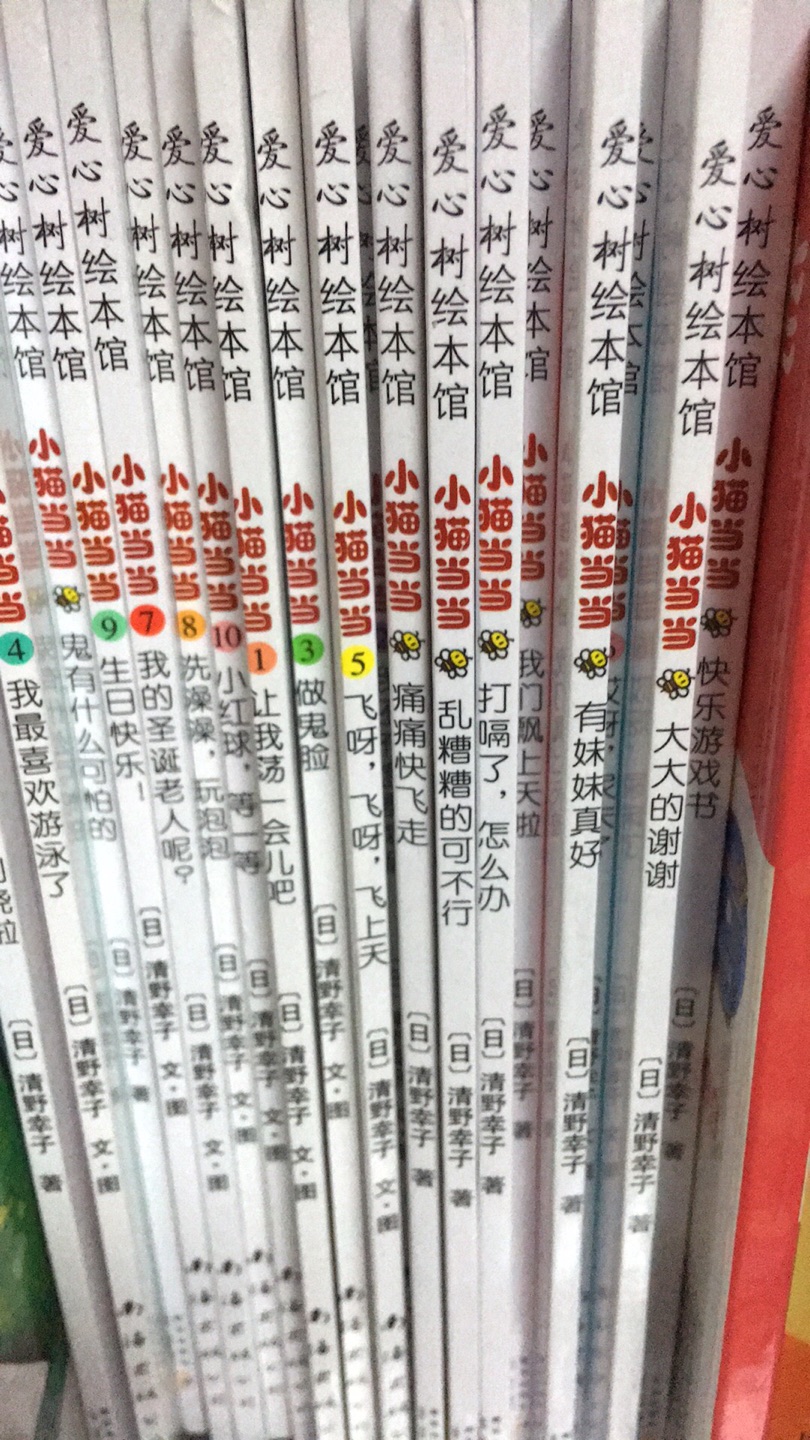 爱心树绘本馆 小猫当当 4 我最喜欢游泳了 〔日〕清野幸子 文·图
爱心树绘本馆 小猫当当 鬼有什么可怕的 〔日〕清野幸子 著
爱心树绘本馆 小猫当当 9 生日快乐！ 〔日〕清野幸子 文·图
爱心树绘本馆 小猫当当 7 我的圣诞老人呢？ 〔日〕清野幸子 文·图
爱心树绘本馆 小猫当当 8 洗澡澡，玩泡泡 〔日〕清野幸子 文·图
爱心树绘本馆 小猫当当 10 小红球，等一等 〔日〕清野幸子 文·图
爱心树绘本馆 小猫当当 1 让我荡一会儿吧 〔日〕清野幸子 文·图
爱心树绘本馆 小猫当当 3 做鬼脸 〔日〕清野幸子 文·图
爱心树绘本馆 小猫当当 5 飞呀，飞呀，飞上天 〔日〕清野幸子 文·图
爱心树绘本馆 小猫当当 痛痛快飞走 〔日〕清野幸子 著
爱心树绘本馆 小猫当当 乱糟糟的可不行 〔日〕清野幸子 著
爱心树绘本馆 小猫当当 打嗝了，怎么办 〔日〕清野幸子 著
爱心树绘本馆 小猫当当 我们飘上天啦 〔日〕清野幸子 著
爱心树绘本馆 小猫当当 有妹妹真好 〔日〕清野幸子 著
爱心树绘本馆 小猫当当 大大的谢谢 〔日〕清野幸子 著
爱心树绘本馆 小猫当当 快乐游戏书 〔日〕清野幸子 著